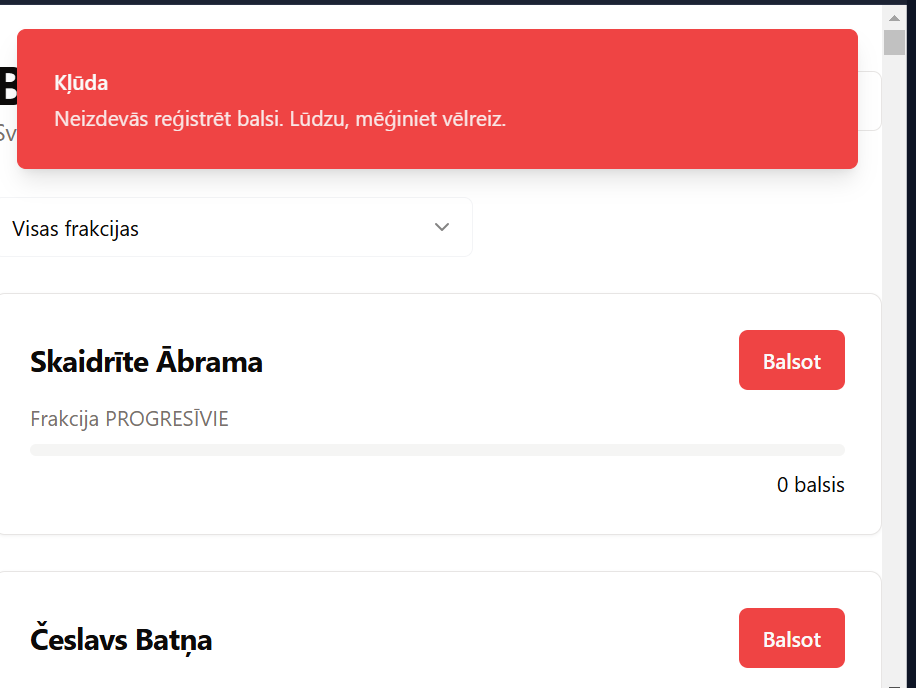 Kļūda
Neizdevās reģistrēt balsi. Lūdzu, mēģiniet vēlreiz.
Visas frakcijas
Skaidrīte Ābrama
Balsot
Frakcija PROGRESĪVIE
0 balsis
Česlavs Batņa
Balsot